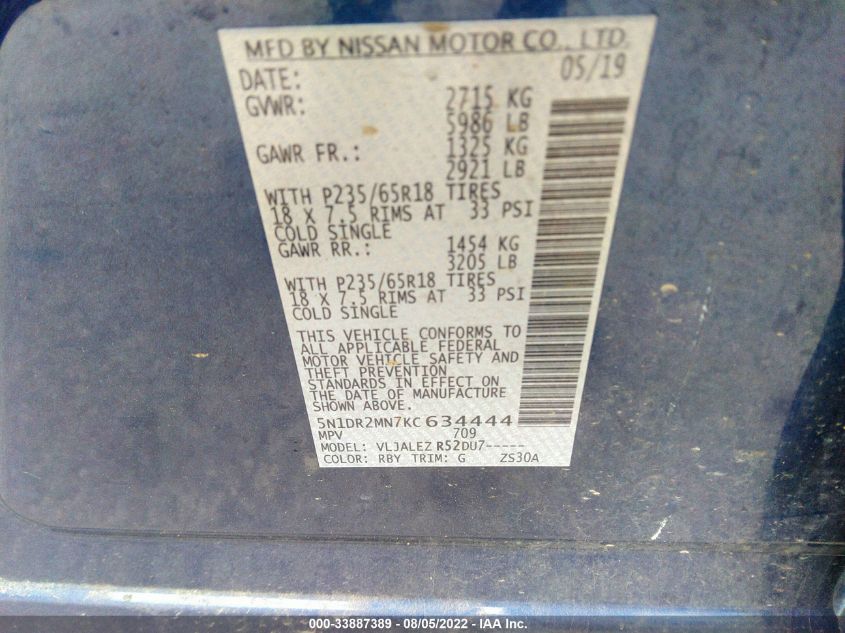 MFD BY NISSAN MOTOR CO., LTD.
DATE: 05/19
GVWR: 2715 KG
5986 LB
GAWR FR.: 1325 KG
2921 LB
WITH P235/65R18 TIRES
18 X 7.5 RIMS AT 33 PSI
COLD SINGLE
GAWR RR.: 1454 KG
3205 LB
WITH P235/65R18 TIRES
18 X 7.5 RIMS AT 33 PSI
COLD SINGLE
THIS VEHICLE CONFORMS TO
ALL APPLICABLE FEDERAL
MOTOR VEHICLE SAFETY AND
THEFT PREVENTION
STANDARDS IN EFFECT ON
THE DATE OF MANUFACTURE
SHOWN ABOVE.
5N1DR2MN7KC634444
MPV 709
MODEL: VLJALEZ R52DU7-----
COLOR: RBY TRIM: G ZS30A
000-33887389 - 08/05/2022 - IAA Inc.